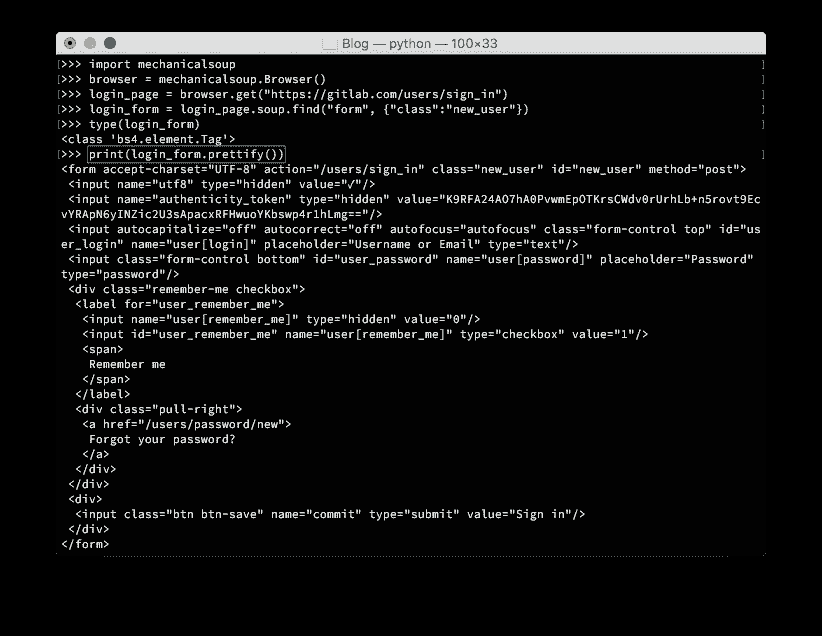 Blog — python — 100×33
>>> import mechanicalsoup
>>> browser = mechanicalsoup.Browser()
>>> login_page = browser.get("https://gitlab.com/users/sign_in")
>>> login_form = login_page.soup.find("form", {"class":"new_user"})
>>> type(login_form)
<class 'bs4.element.Tag'>
>>> print(login_form.prettify())
<form accept-charset="UTF-8" action="/users/sign_in" class="new_user" id="new_user" method="post">
<input name="utf8" type="hidden" value="✓"/>
<input name="authenticity_token" type="hidden" value="K9RFA24AO7hA0PvwmEpOTKrsCWdv0rUrhLb+n5rovt9Ec
vYRApN6yINZic2U3sApacxRFHwuoYKbswp4r1hLmg=="/>
<input autocapitalize="off" autocorrect="off" autofocus="autofocus" class="form-control top" id="us
er_login" name="user[login]" placeholder="Username or Email" type="text"/>
<input class="form-control bottom" id="user_password" name="user[password]" placeholder="Password"
type="password"/>
<div class="remember-me checkbox">
<label for="user_remember_me">
<input name="user[remember_me]" type="hidden" value="0"/>
<input id="user_remember_me" name="user[remember_me]" type="checkbox" value="1"/>
<span>
Remember me
</span>
</label>
<div class="pull-right">
<a href="/users/password/new">
Forgot your password?
</a>
</div>
</div>
<div>
<input class="btn btn-save" name="commit" type="submit" value="Sign in"/>
</div>
</form>